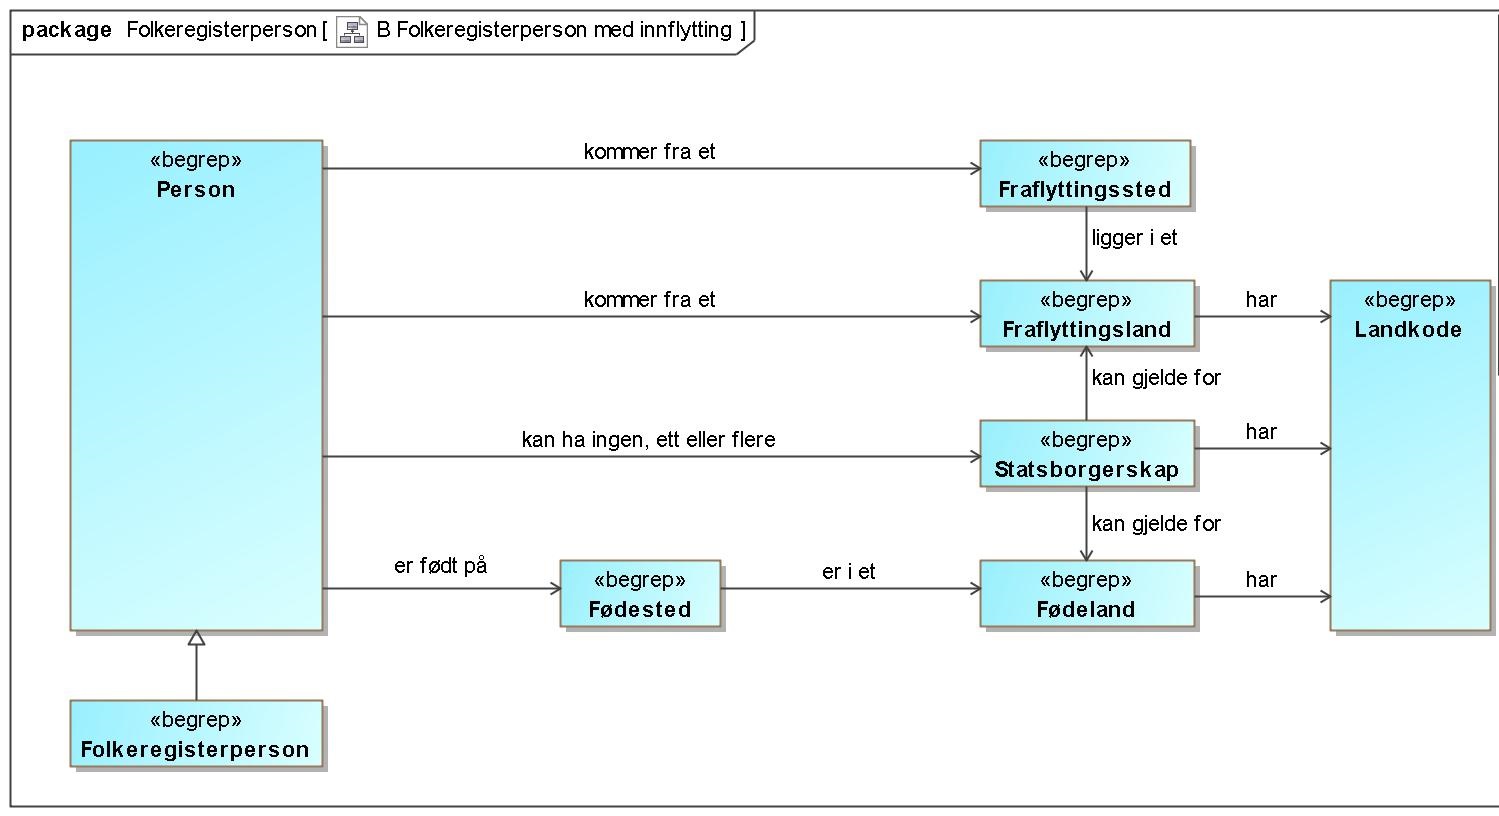 package Folkeregisterperson [ B Folkeregisterperson med innflytting ]
«begrep»
Person
kommer fra et
«begrep»
Fraflyttingssted
ligger i et
kommer fra et
«begrep»
Fraflyttingsland
har
«begrep»
Landkode
kan gjelde for
kan ha ingen, ett eller flere
«begrep»
Statsborgerskap
har
kan gjelde for
er født på
«begrep»
Fødested
er i et
«begrep»
Fødeland
har
«begrep»
Folkeregisterperson